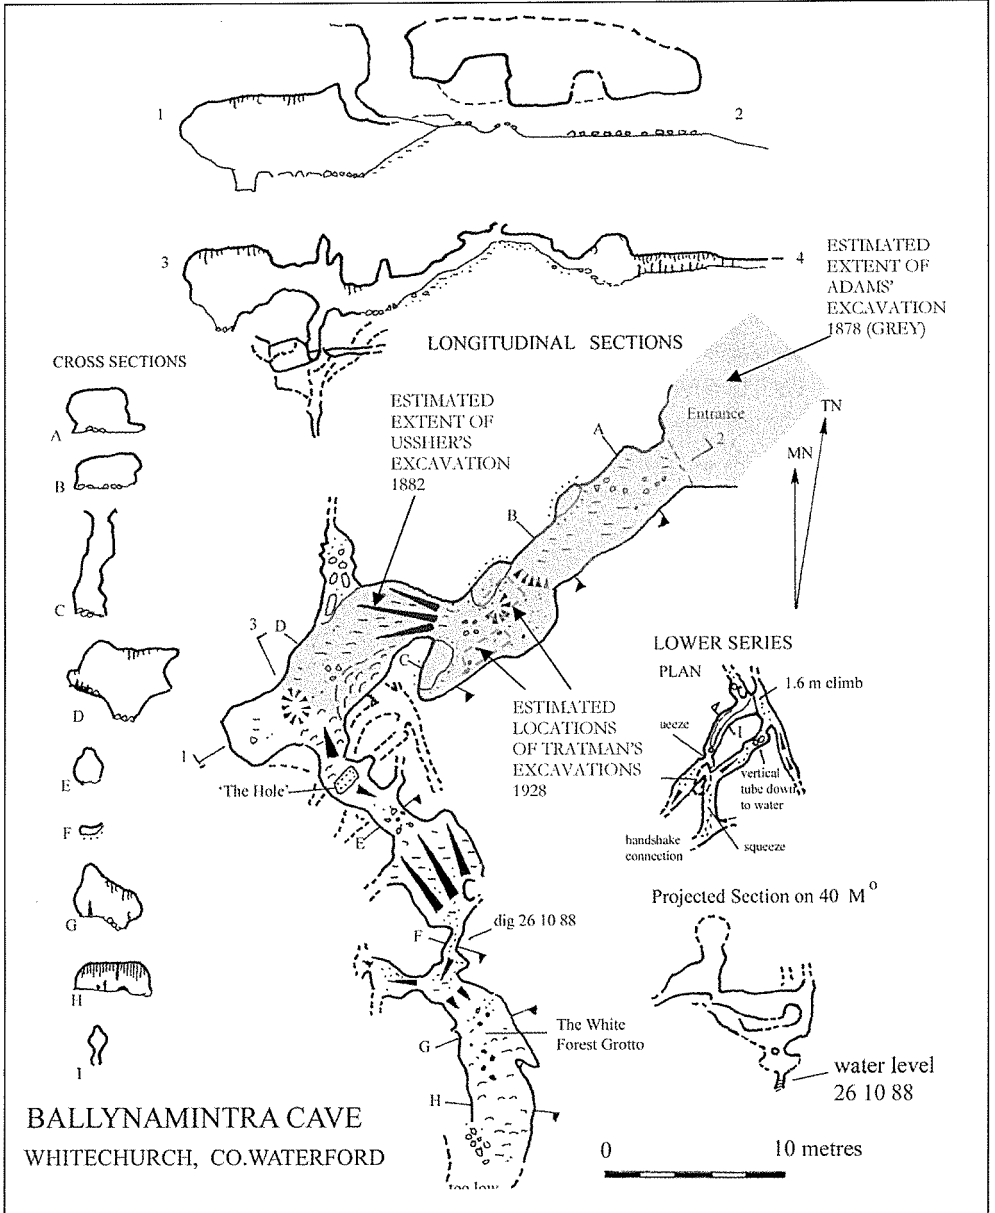 1
2
3
4
ESTIMATED
EXTENT OF
ADAMS'
EXCAVATION
1878 (GREY)
LONGITUDINAL SECTIONS
CROSS SECTIONS
A
B
C
D
E
F
G
H
I
ESTIMATED
EXTENT OF
USSHER'S
EXCAVATION
1882
Entrance
2
TN
MN
A
B
3
D
C
1
ESTIMATED
LOCATIONS
OF TRATMAN'S
EXCAVATIONS
1928
'The Hole'
E
F
dig 26 10 88
G
The White
Forest Grotto
H
LOWER SERIES
PLAN
1.6 m climb
ueeze
I
vertical
tube down
to water
handshake
connection
squeeze
Projected Section on 40 M°
water level
26 10 88
BALLYNAMINTRA CAVE
WHITECHURCH, CO.WATERFORD
0 10 metres
too low